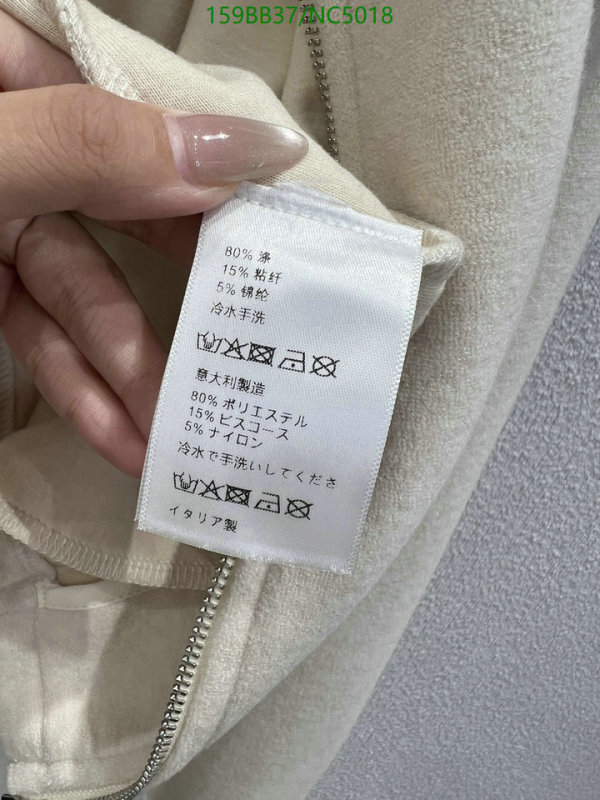 159BB37//NC5018
80% 涤
15% 粘纤
5% 锦纶
冷水手洗
意大利製造
80% ポリエステル
15% ビスコース
5% ナイロン
冷水で手洗いしてくださ
イタリア製